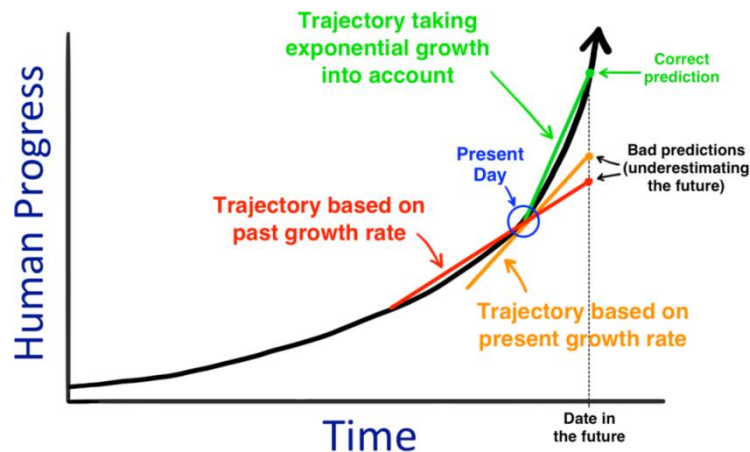 Trajectory taking
exponential growth
into account
Correct
prediction
Present
Day
Bad predictions
(underestimating
the future)
Trajectory based on
past growth rate
Trajectory based on
present growth rate
Human Progress
Time
Date in
the future